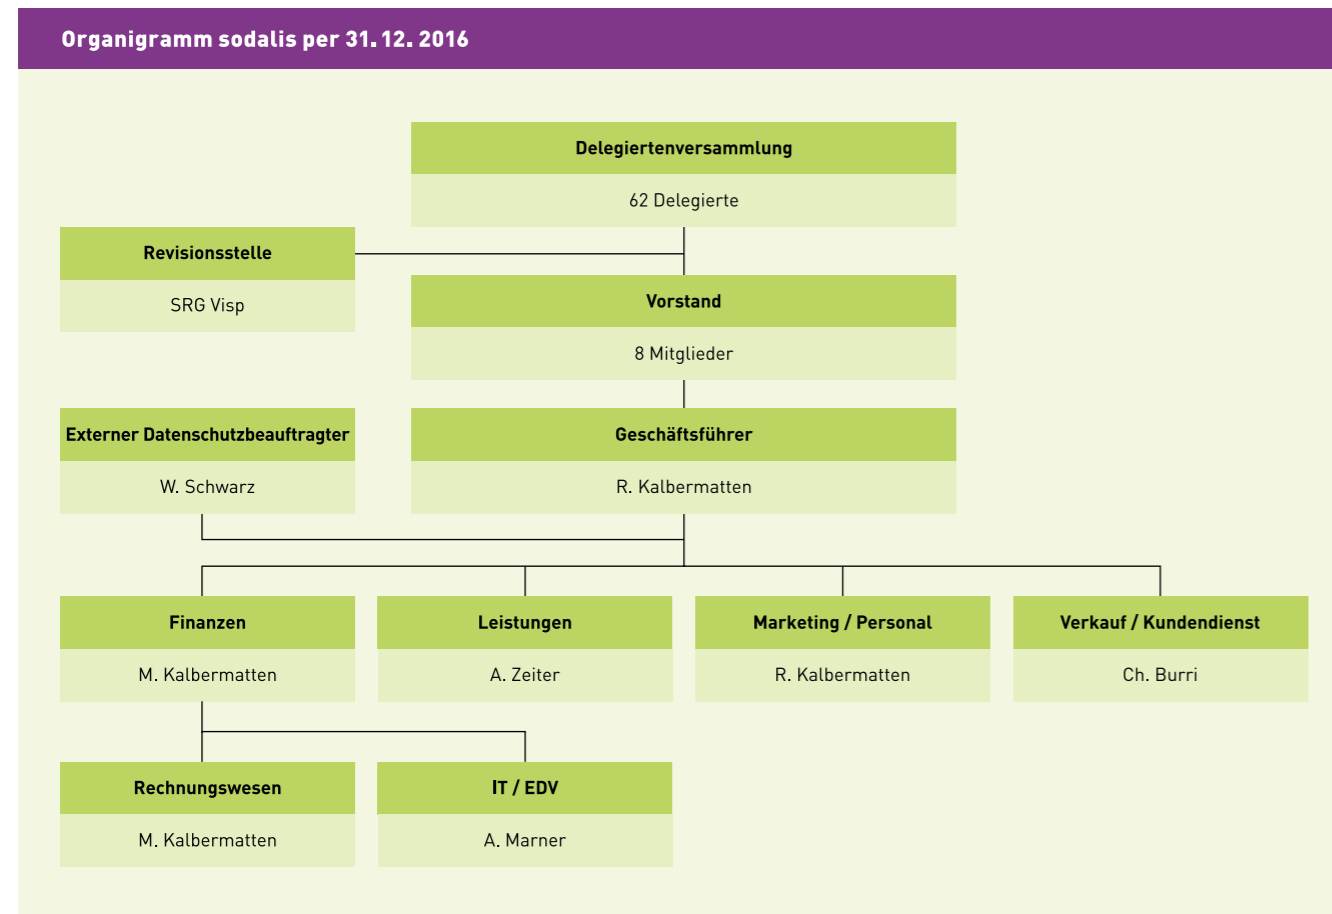 Organigramm sodalis per 31.12.2016
Delegiertenversammlung
62 Delegierte
Revisionsstelle
SRG Visp
Vorstand
8 Mitglieder
Externer Datenschutzbeauftragter
W. Schwarz
Geschäftsführer
R. Kalbermatten
Finanzen
M. Kalbermatten
Leistungen
A. Zeiter
Marketing / Personal
R. Kalbermatten
Verkauf / Kundendienst
Ch. Burri
Rechnungswesen
M. Kalbermatten
IT / EDV
A. Marner